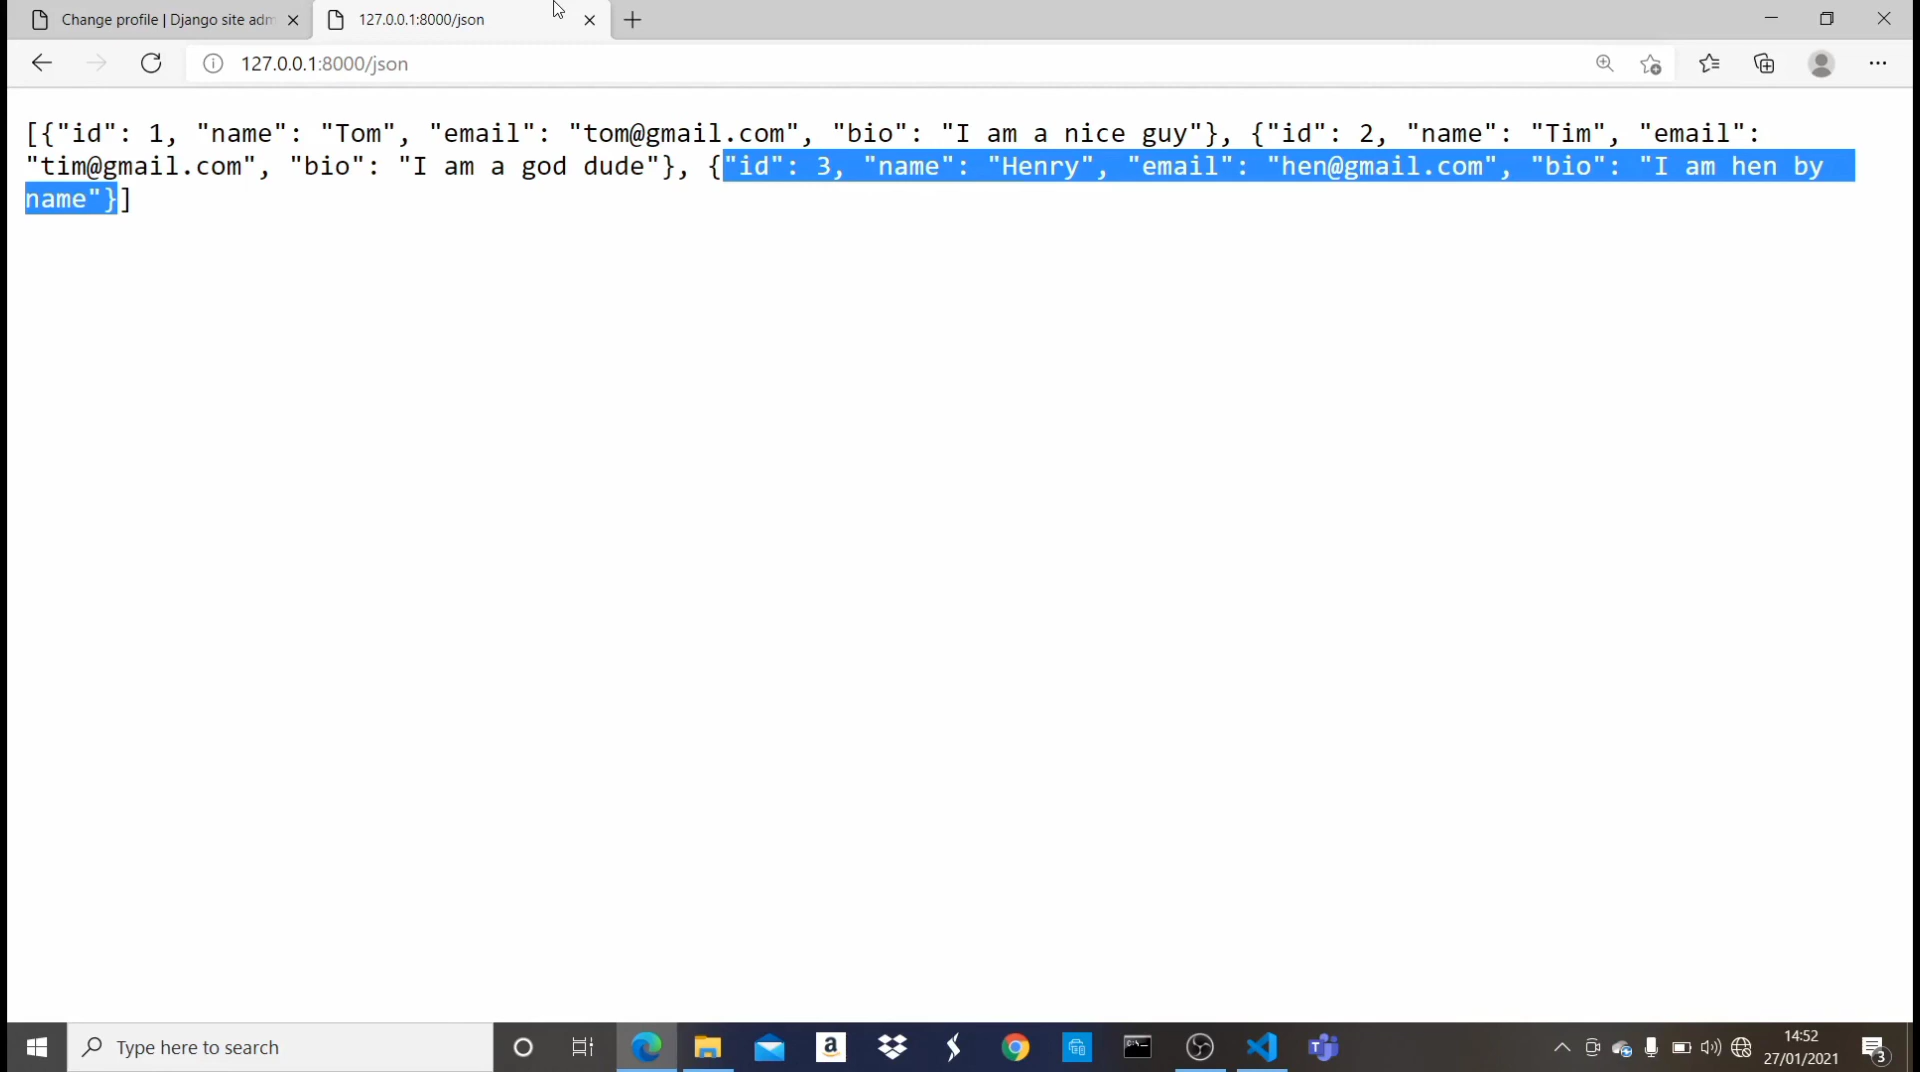 Change profile | Django site adm
127.0.0.1:8000/json
127.0.0.1:8000/json
[{"id": 1, "name": "Tom", "email": "tom@gmail.com", "bio": "I am a nice guy"}, {"id": 2, "name": "Tim", "email":
"tim@gmail.com", "bio": "I am a god dude"}, {"id": 3, "name": "Henry", "email": "hen@gmail.com", "bio": "I am hen by
name"}]
Type here to search
14:52
27/01/2021
3